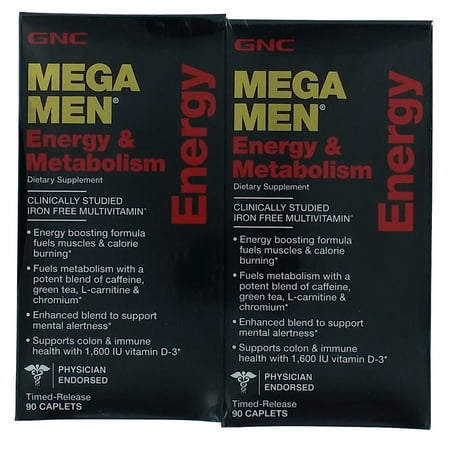 GNC
MEGA
MEN®
Energy &
Metabolism
Energy
Dietary Supplement
CLINICALLY STUDIED
IRON FREE MULTIVITAMIN*
• Energy boosting formula
fuels muscles & calorie
burning*
• Fuels metabolism with a
potent blend of caffeine,
green tea, L-carnitine &
chromium*
• Enhanced blend to support
mental alertness*
• Supports colon & immune
health with 1,600 IU vitamin D-3*
PHYSICIAN
ENDORSED
Timed-Release
90 CAPLETS
GNC
MEGA
MEN®
Energy &
Metabolism
Energy
Dietary Supplement
CLINICALLY STUDIED
IRON FREE MULTIVITAMIN*
• Energy boosting formula
fuels muscles & calorie
burning*
• Fuels metabolism with a
potent blend of caffeine,
green tea, L-carnitine &
chromium*
• Enhanced blend to support
mental alertness*
• Supports colon & immune
health with 1,600 IU vitamin D-3*
PHYSICIAN
ENDORSED
Timed-Release
90 CAPLETS